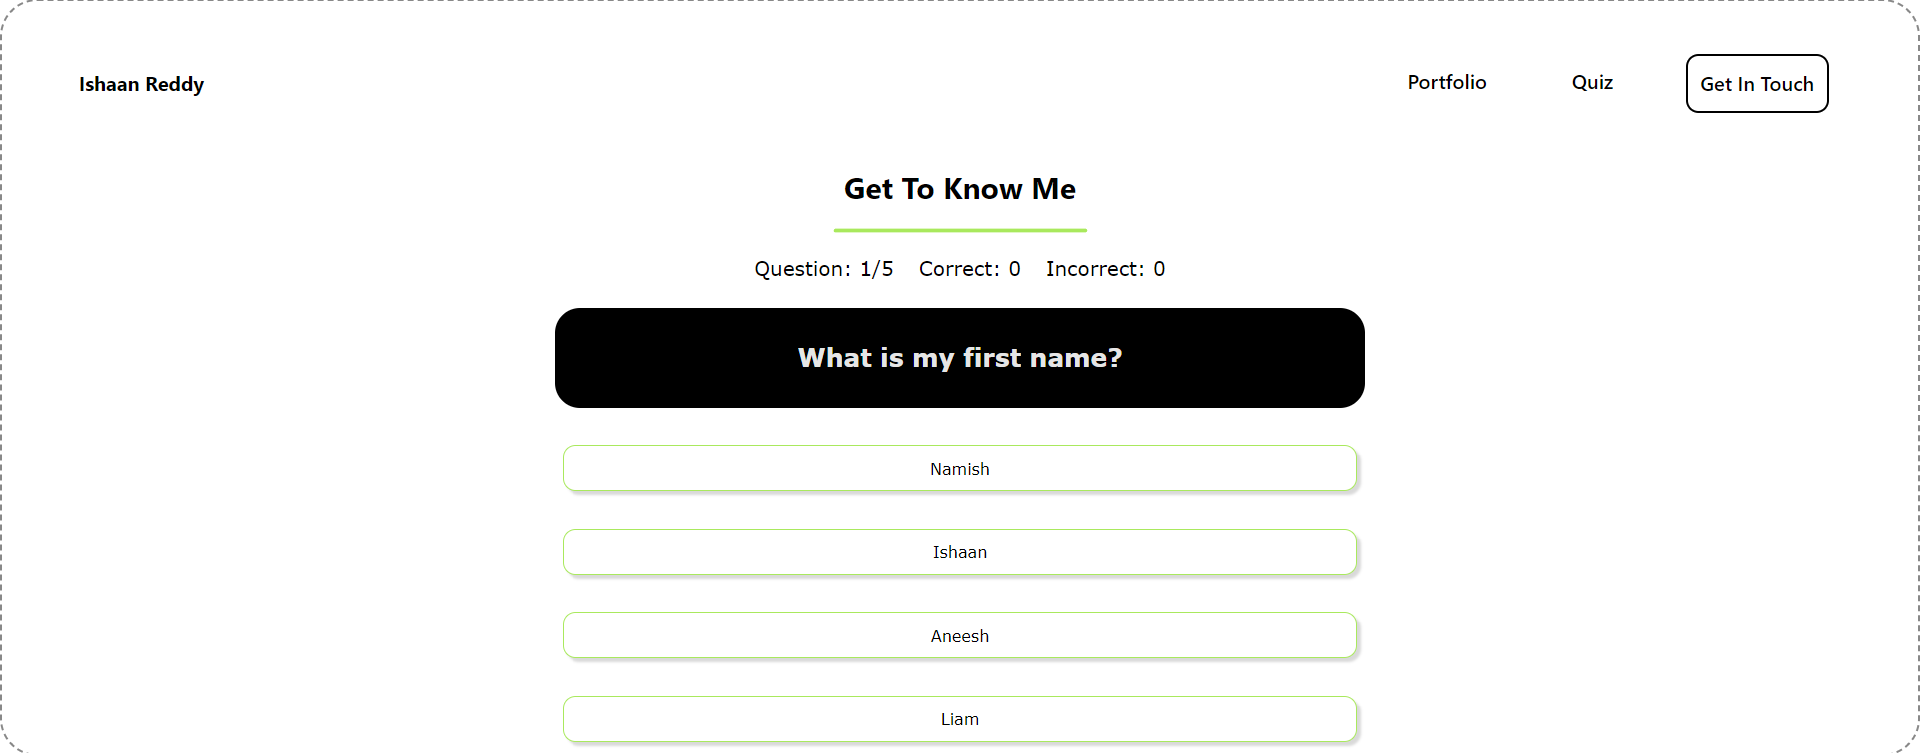 Ishaan Reddy
Portfolio
Quiz
Get In Touch
Get To Know Me
Question: 1/5 Correct: 0 Incorrect: 0
What is my first name?
Namish
Ishaan
Aneesh
Liam